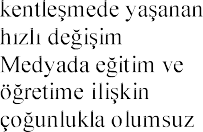 kentleşmede yaşanan
hızlı değişim
Medyada eğitim ve
öğretime ilişkin
çoğunlukla olumsuz